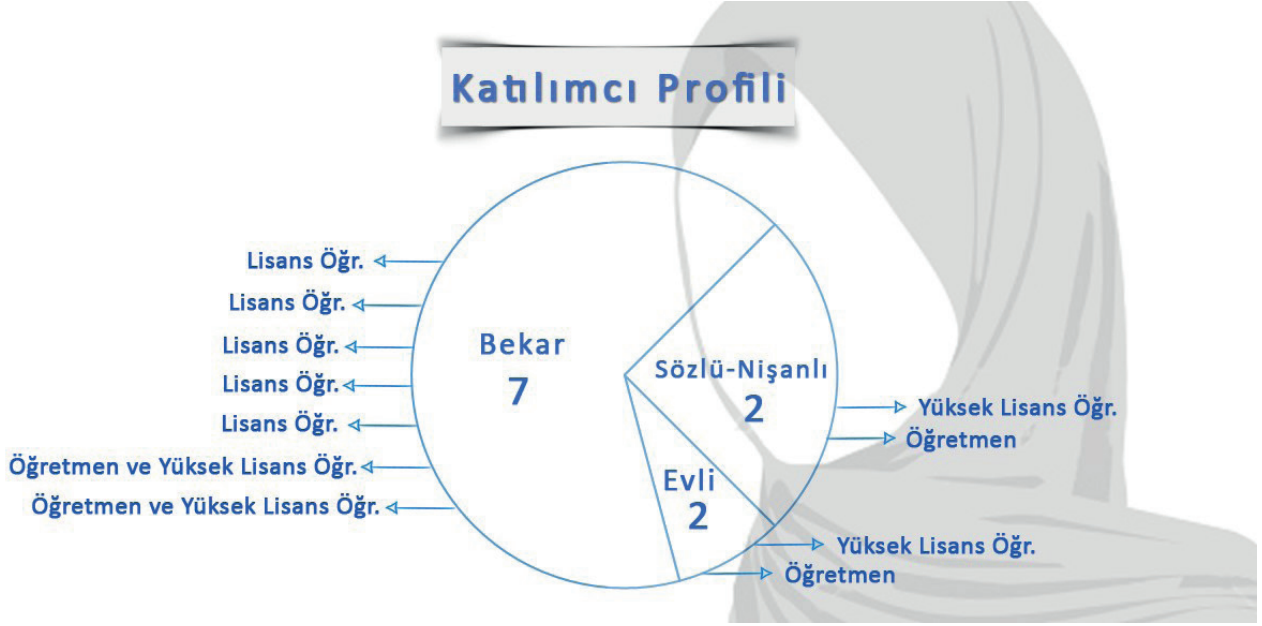 Katılımcı Profili
Lisans Öğr.
Lisans Öğr.
Lisans Öğr.
Lisans Öğr.
Lisans Öğr.
Öğretmen ve Yüksek Lisans Öğr.
Öğretmen ve Yüksek Lisans Öğr.
Bekar
7
Sözlü-Nişanlı
2
Yüksek Lisans Öğr.
Öğretmen
Evli
2
Yüksek Lisans Öğr.
Öğretmen